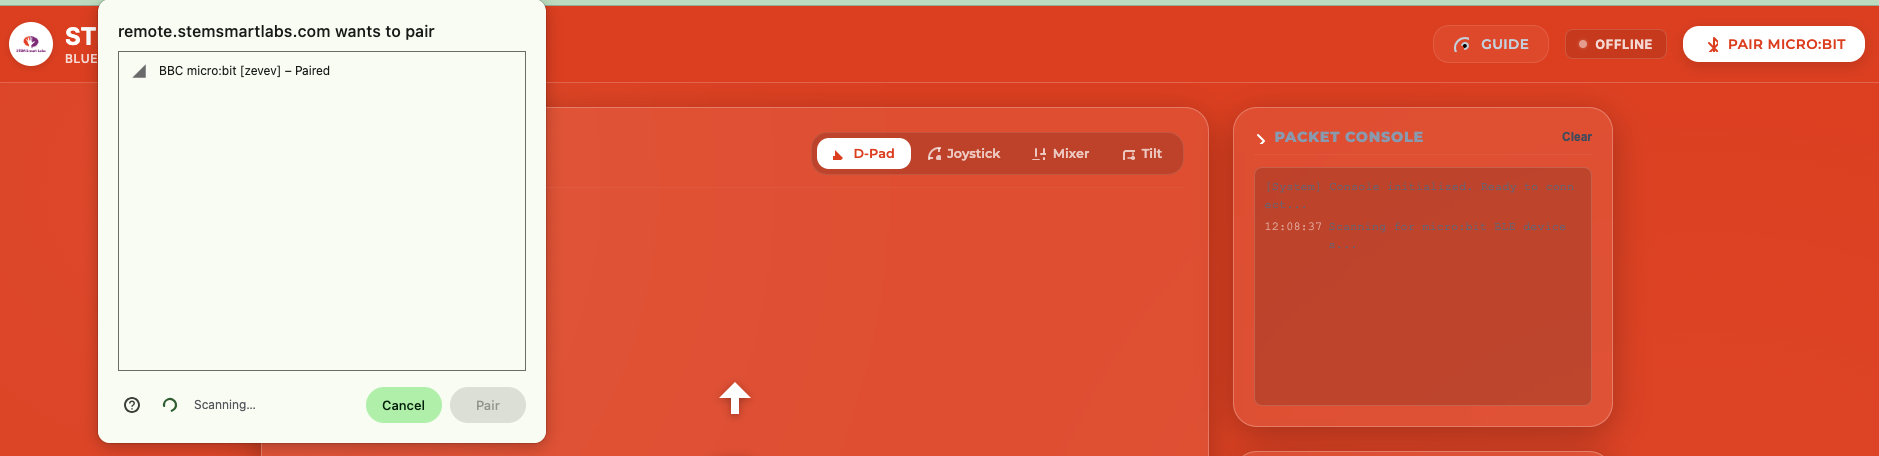 remote.stemsmartlabs.com wants to pair
BBC micro:bit [zevev] – Paired
Scanning...
Cancel
Pair
ST
BLUE
GUIDE
OFFLINE
PAIR MICRO:BIT
D-Pad
Joystick
Mixer
Tilt
PACKET CONSOLE
Clear
12:08:37